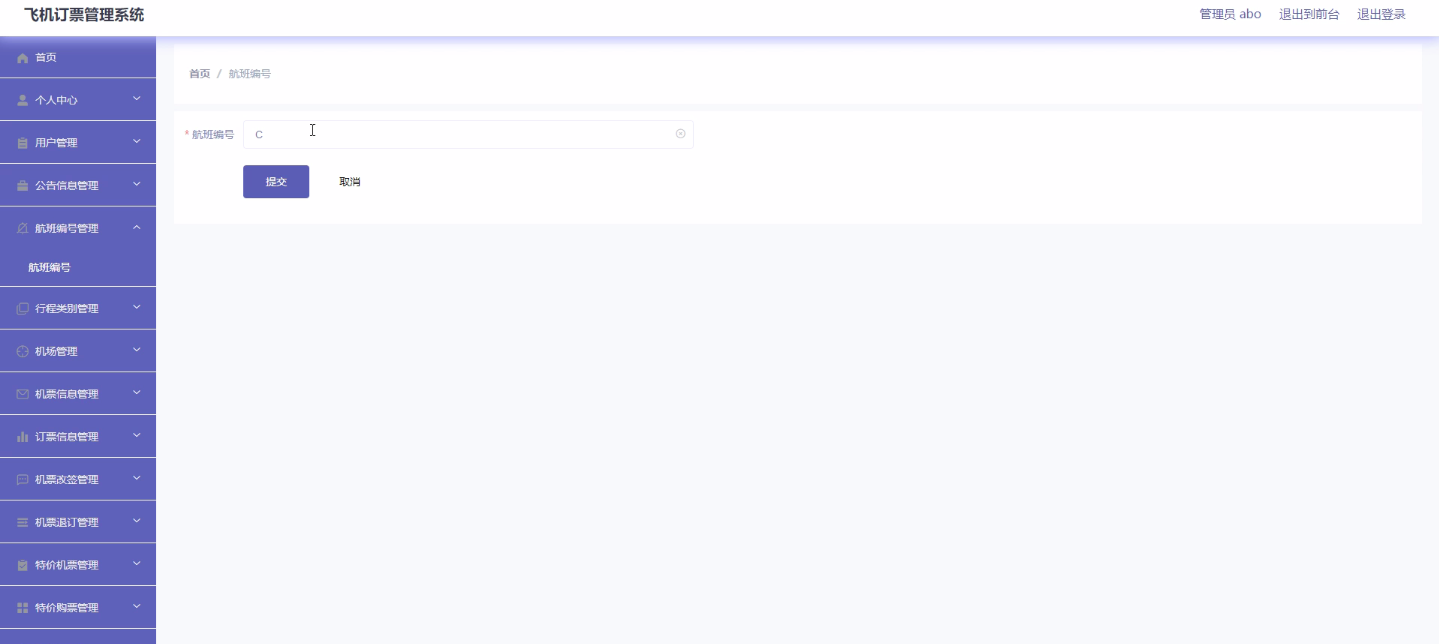 飞机订票管理系统
管理员 abo 退出到前台 退出登录
首页
个人中心
用户管理
公告信息管理
航班编号管理
航班编号
行程类别管理
机场管理
机票信息管理
订票信息管理
机票改签管理
机票退订管理
特价机票管理
特价购票管理
首页 / 航班编号
* 航班编号 C
提交 取消